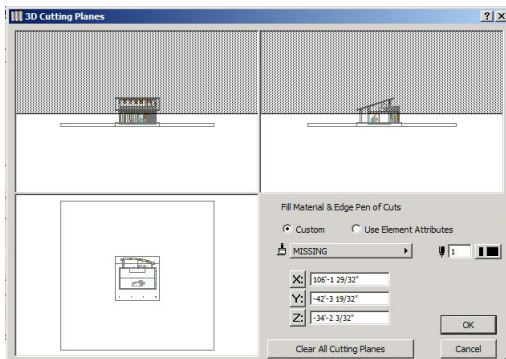 3D Cutting Planes
Fill Material & Edge Pen of Cuts
Custom Use Element Attributes
MISSING 1
X: 106'-1 29/32"
Y: -42'-3 19/32"
Z: -34'-2 3/32"
OK
Clear All Cutting Planes Cancel